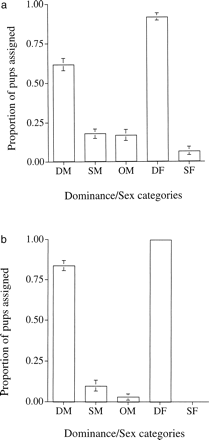 a
Proportion of pups assigned
1.00
0.75
0.50
0.25
0.00
DM SM OM DF SF
Dominance/Sex categories
b
Proportion of pups assigned
1.00
0.75
0.50
0.25
0.00
DM SM OM DF SF
Dominance/Sex categories